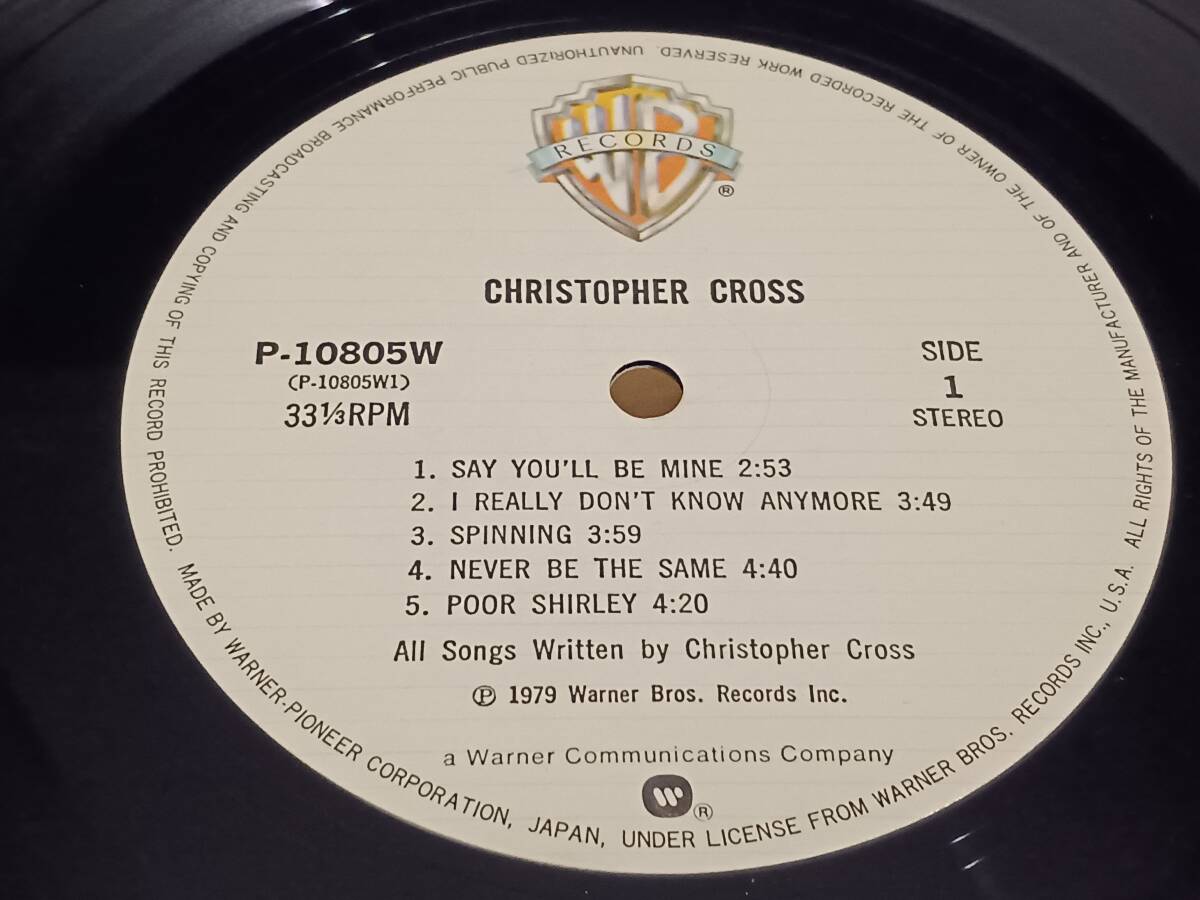 WB
RECORDS
®
CHRISTOPHER CROSS
P-10805W
(P-10805W1)
33⅓RPM
SIDE
1
STEREO
1. SAY YOU'LL BE MINE 2:53
2. I REALLY DON'T KNOW ANYMORE 3:49
3. SPINNING 3:59
4. NEVER BE THE SAME 4:40
5. POOR SHIRLEY 4:20
All Songs Written by Christopher Cross
Ⓟ 1979 Warner Bros. Records Inc.
a Warner Communications Company
®
MADE BY WARNER-PIONEER CORPORATION, JAPAN, UNDER LICENSE FROM WARNER BROS. RECORDS INC., U.S.A. ALL RIGHTS OF THE MANUFACTURER AND OF THE OWNER OF THE RECORDED WORK RESERVED. UNAUTHORIZED PUBLIC PERFORMANCE BROADCASTING AND COPYING OF THIS RECORD PROHIBITED.